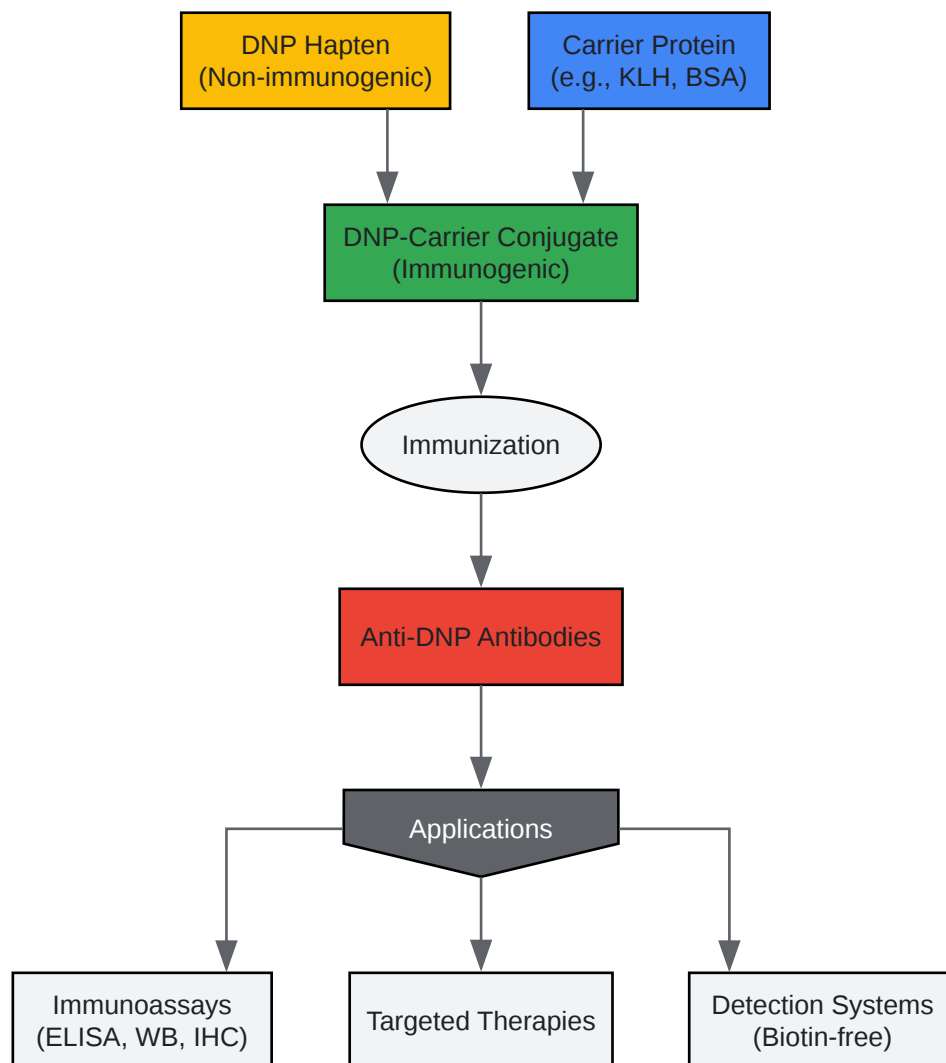 DNP Hapten
(Non-immunogenic)
Carrier Protein
(e.g., KLH, BSA)
DNP-Carrier Conjugate
(Immunogenic)
Immunization
Anti-DNP Antibodies
Applications
Immunoassays
(ELISA, WB, IHC)
Targeted Therapies
Detection Systems
(Biotin-free)